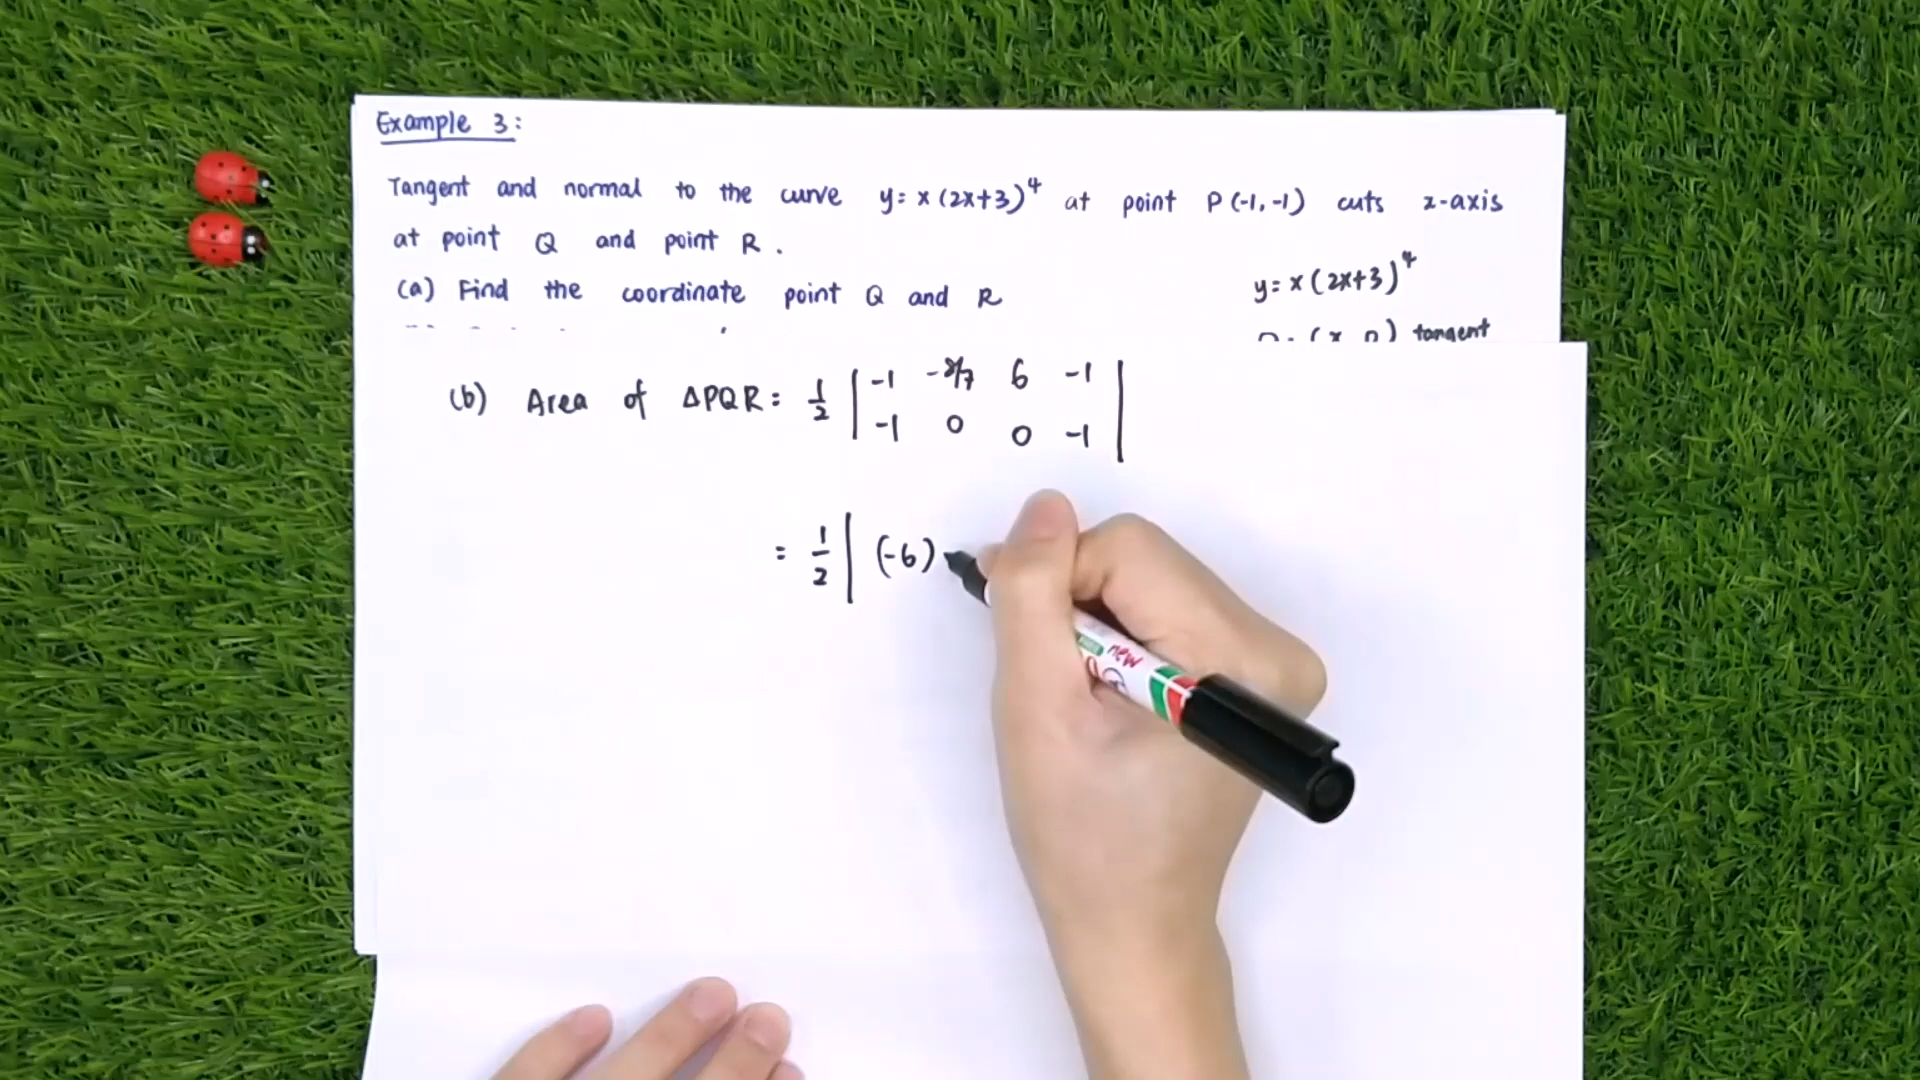 Example 3:
Tangent and normal to the curve y= x (2x+3)⁴ at point P (-1, -1) cuts x-axis
at point Q and point R .
(a) Find the coordinate point Q and R
y= x (2x+3)⁴
tangent
(b) Area of ΔPQR = 1/2 | -1 -8/7 6 -1 |
-1 0 0 -1
= 1/2 | (-6)
new